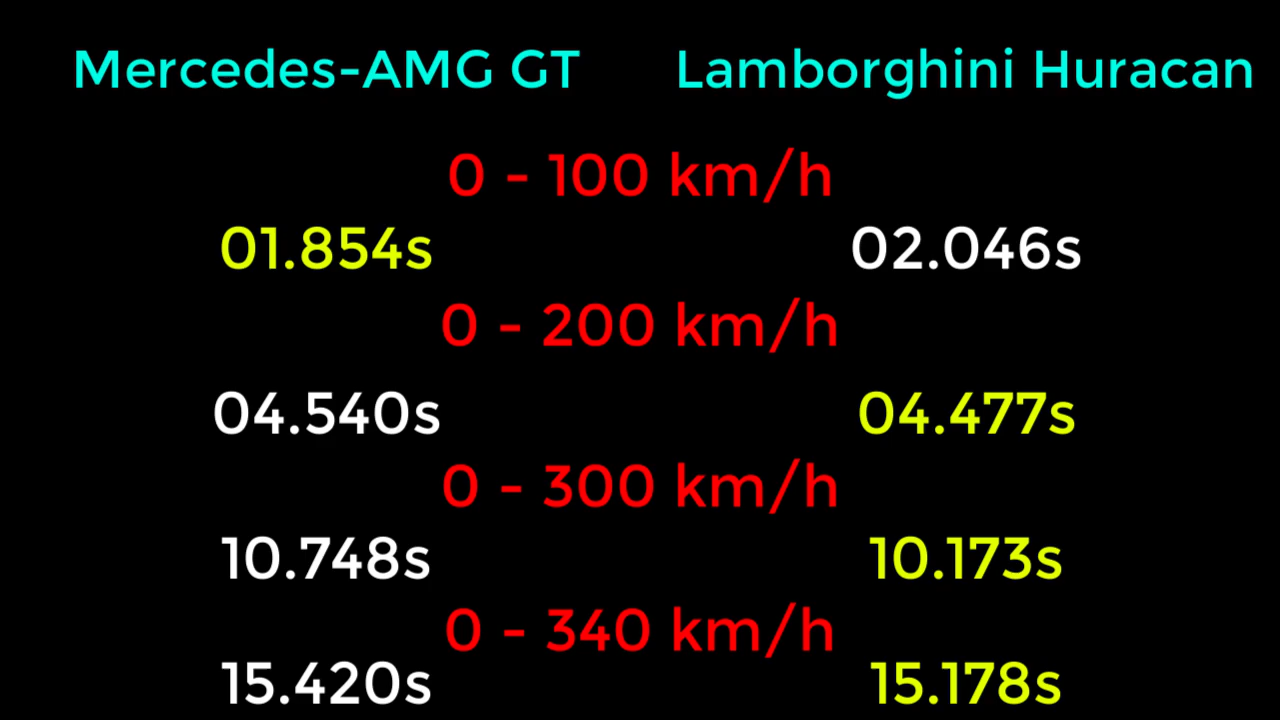 Mercedes-AMG GT Lamborghini Huracan
0 - 100 km/h
01.854s 02.046s
0 - 200 km/h
04.540s 04.477s
0 - 300 km/h
10.748s 10.173s
0 - 340 km/h
15.420s 15.178s